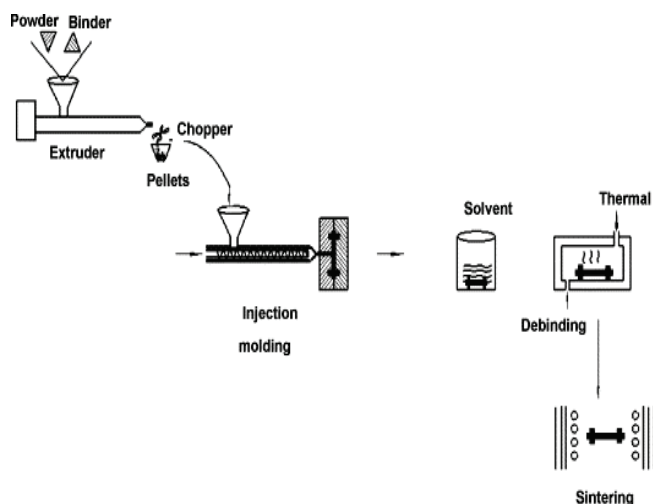 Powder Binder
Extruder
Chopper
Pellets
Injection
molding
Solvent
Thermal
Debinding
Sintering